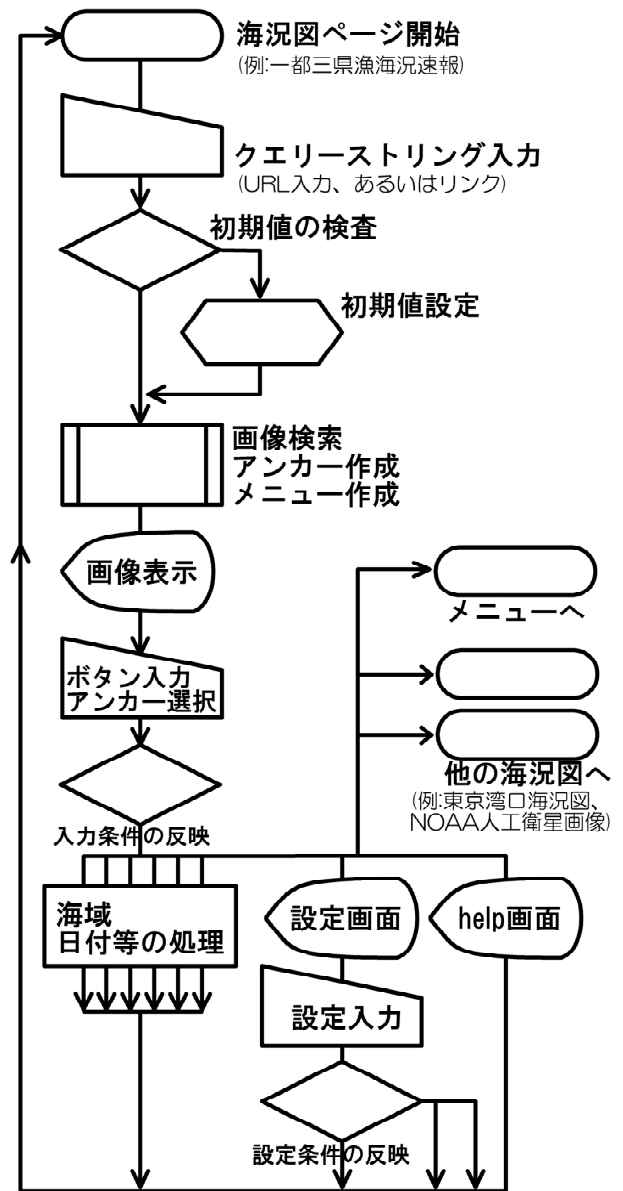 海況図ページ開始
(例:一都三県漁海況速報)
クエリーストリング入力
(URL入力、あるいはリンク)
初期値の検査
初期値設定
画像検索
アンカー作成
メニュー作成
画像表示
メニューへ
ボタン入力
アンカー選択
他の海況図へ
(例:東京湾口海況図、
NOAA人工衛星画像)
入力条件の反映
海域
日付等の処理
設定画面
help画面
設定入力
設定条件の反映